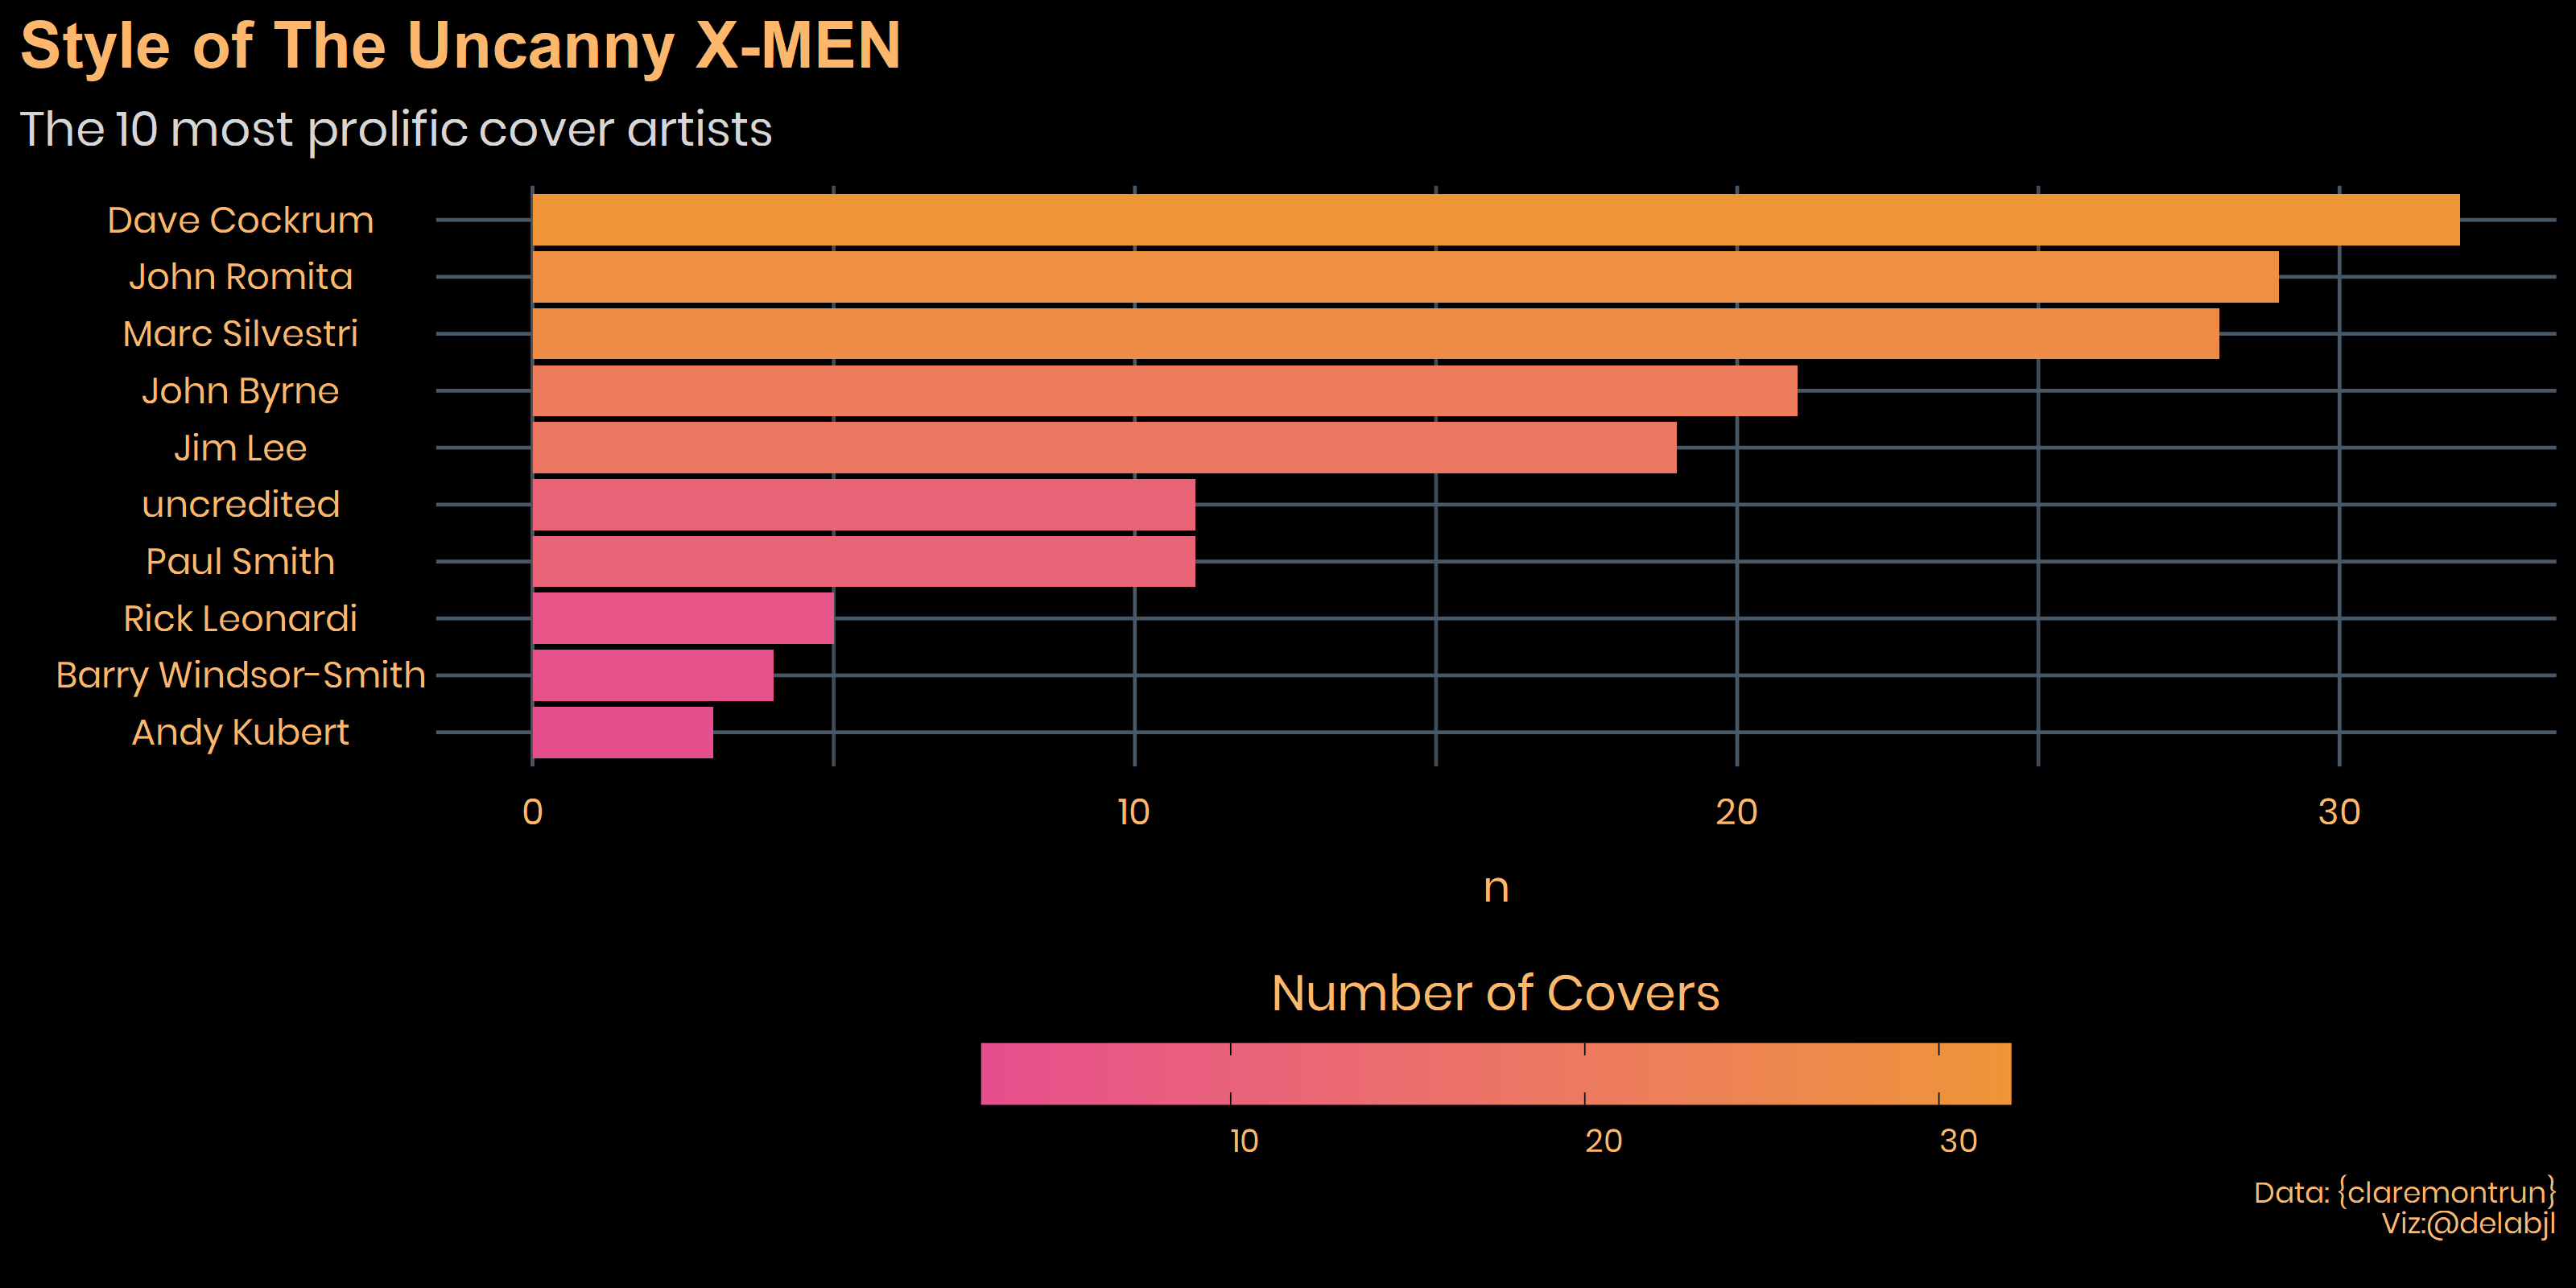 Style of The Uncanny X-MEN
The 10 most prolific cover artists
Dave Cockrum
John Romita
Marc Silvestri
John Byrne
Jim Lee
uncredited
Paul Smith
Rick Leonardi
Barry Windsor-Smith
Andy Kubert
0 10 20 30
n
Number of Covers
10 20 30
Data: {claremontrun}
Viz:@delabjl